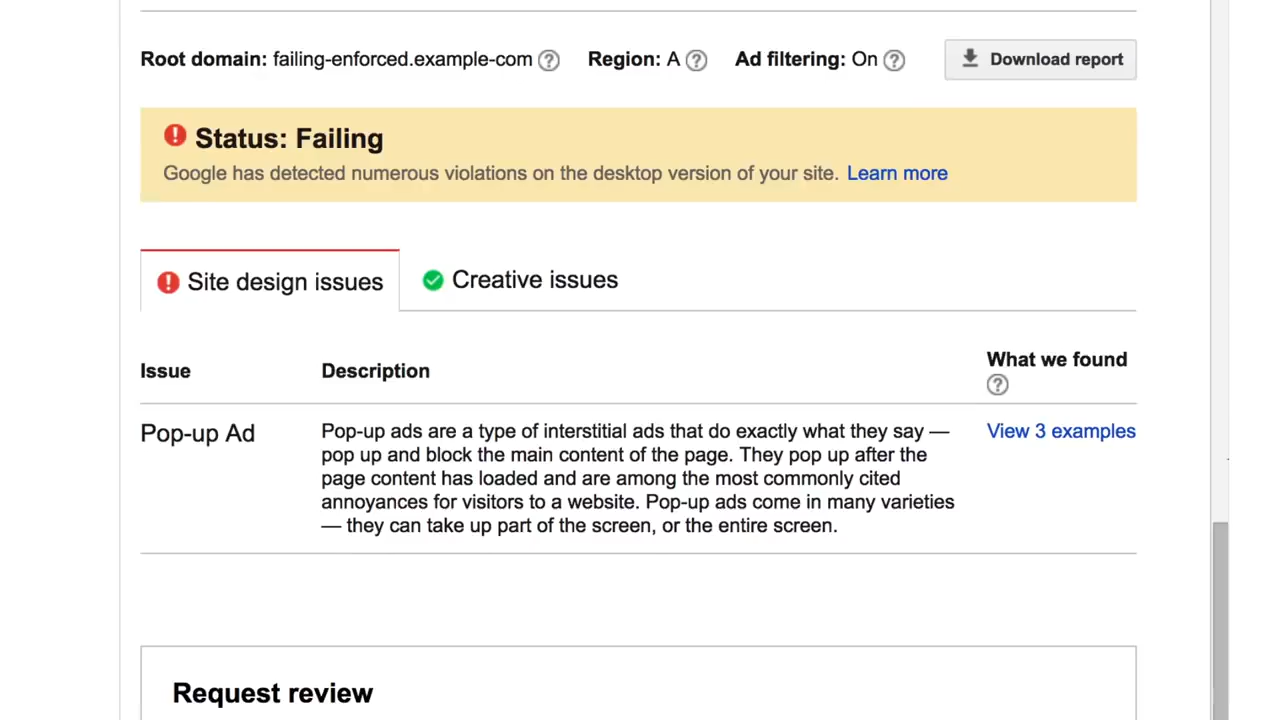 Root domain: failing-enforced.example-com ? Region: A ? Ad filtering: On ? Download report
! Status: Failing
Google has detected numerous violations on the desktop version of your site. Learn more
! Site design issues Creative issues
Issue Description What we found ?
Pop-up Ad
Pop-up ads are a type of interstitial ads that do exactly what they say —
pop up and block the main content of the page. They pop up after the
page content has loaded and are among the most commonly cited
annoyances for visitors to a website. Pop-up ads come in many varieties
— they can take up part of the screen, or the entire screen.
View 3 examples
Request review